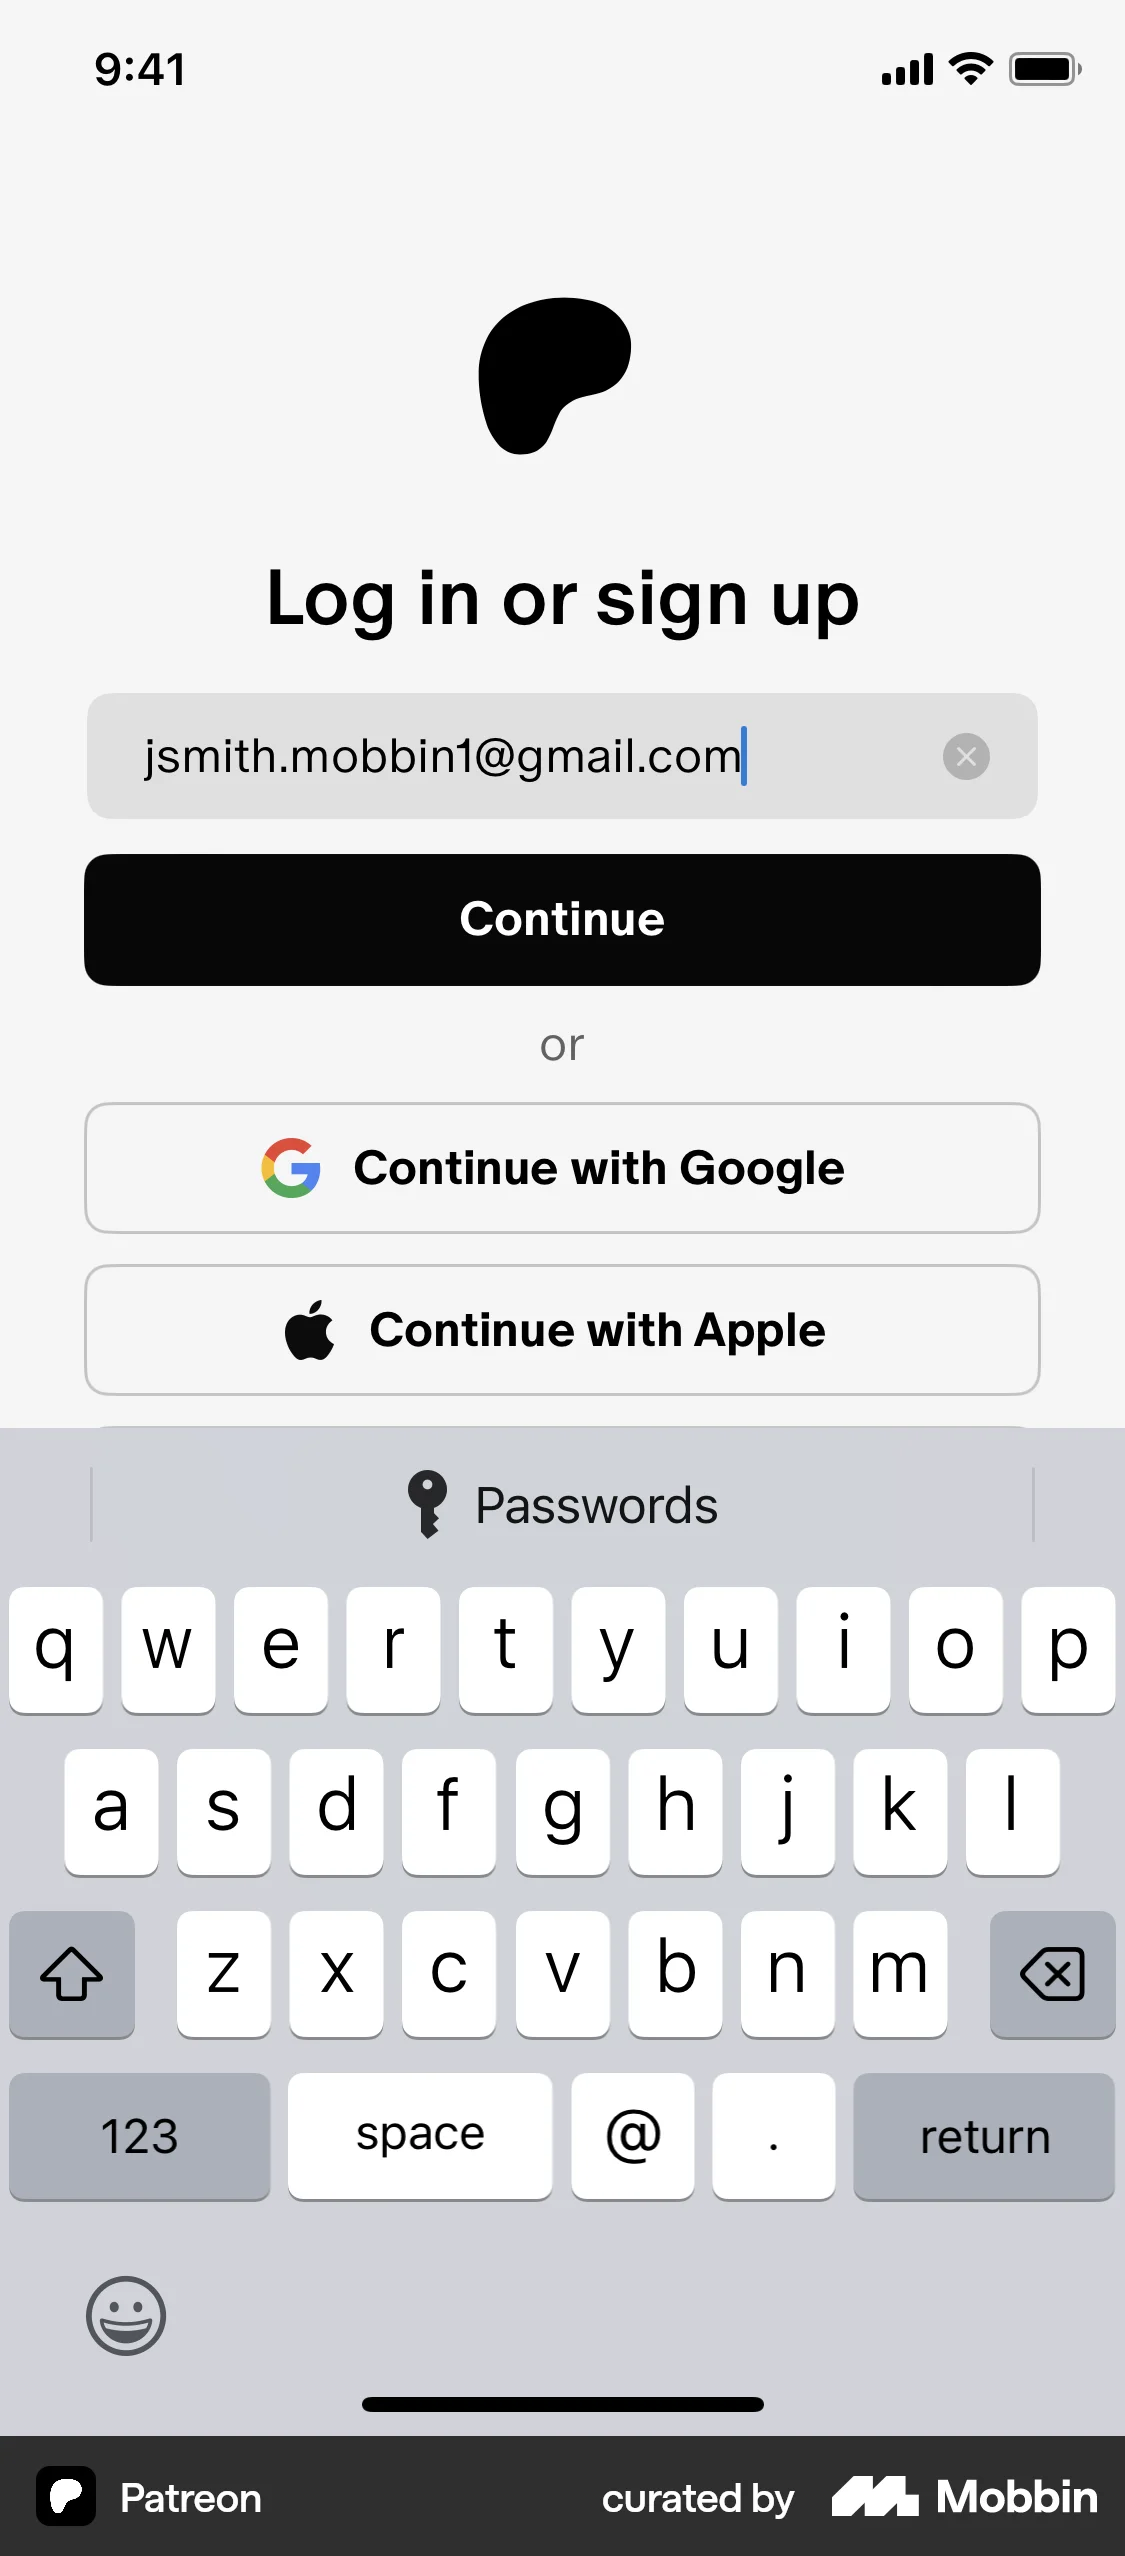 9:41
Log in or sign up
jsmith.mobbin1@gmail.com
Continue
or
Continue with Google
Continue with Apple
Passwords
q w e r t y u i o p
a s d f g h j k l
z x c v b n m
123 space @ . return
Patreon curated by Mobbin